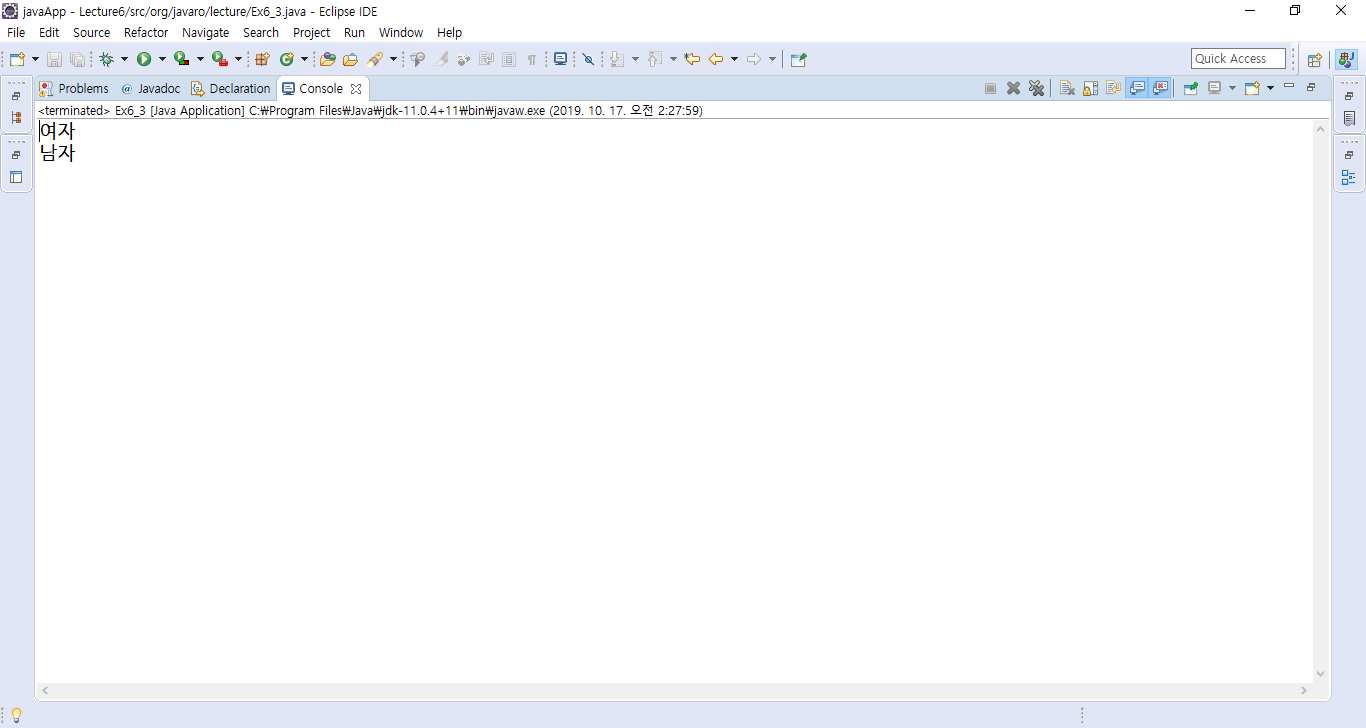 javaApp - Lecture6/src/org/javaro/lecture/Ex6_3.java - Eclipse IDE
File Edit Source Refactor Navigate Search Project Run Window Help
Quick Access
Problems @ Javadoc Declaration Console
<terminated> Ex6_3 [Java Application] C:₩Program Files₩Java₩jdk-11.0.4+11₩bin₩javaw.exe (2019. 10. 17. 오전 2:27:59)
여자
남자